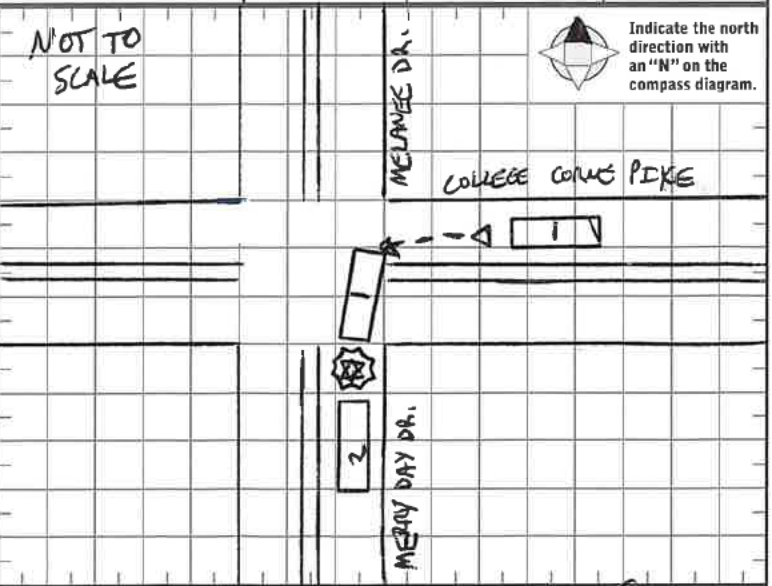 NOT TO
SCALE
Indicate the north
direction with
an "N" on the
compass diagram.
MELANEE DR.
COLLEGE CORNE PIKE
1
1
2
MERRY DAY DR.